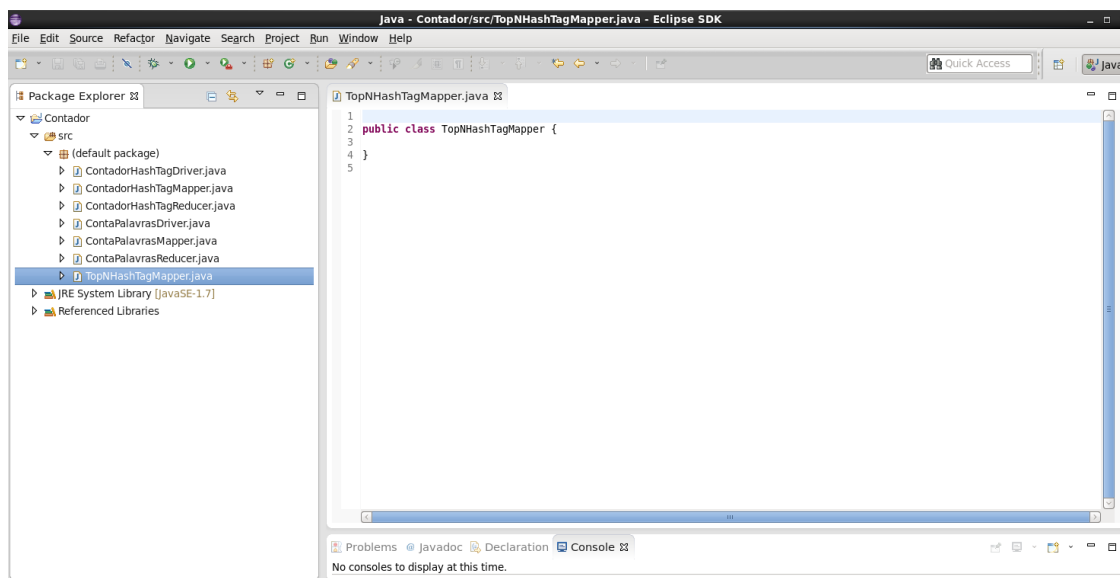 Java - Contador/src/TopNHashTagMapper.java - Eclipse SDK
File Edit Source Refactor Navigate Search Project Run Window Help
Quick Access
Java
Package Explorer
TopNHashTagMapper.java
Contador
src
(default package)
ContadorHashTagDriver.java
ContadorHashTagMapper.java
ContadorHashTagReducer.java
ContaPalavrasDriver.java
ContaPalavrasMapper.java
ContaPalavrasReducer.java
TopNHashTagMapper.java
JRE System Library [JavaSE-1.7]
Referenced Libraries
1
2 public class TopNHashTagMapper {
3
4 }
5
Problems @ Javadoc Declaration Console
No consoles to display at this time.